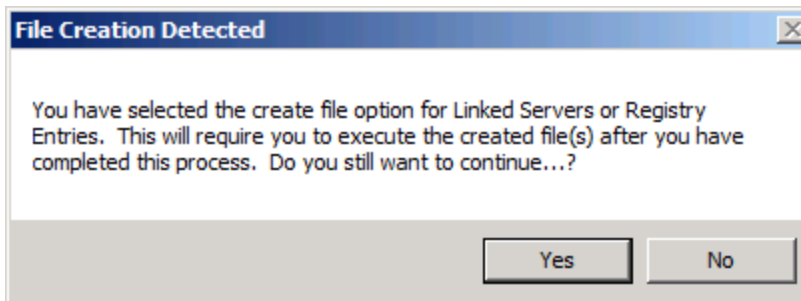 File Creation Detected
You have selected the create file option for Linked Servers or Registry
Entries.  This will require you to execute the created file(s) after you have
completed this process.  Do you still want to continue...?
Yes
No